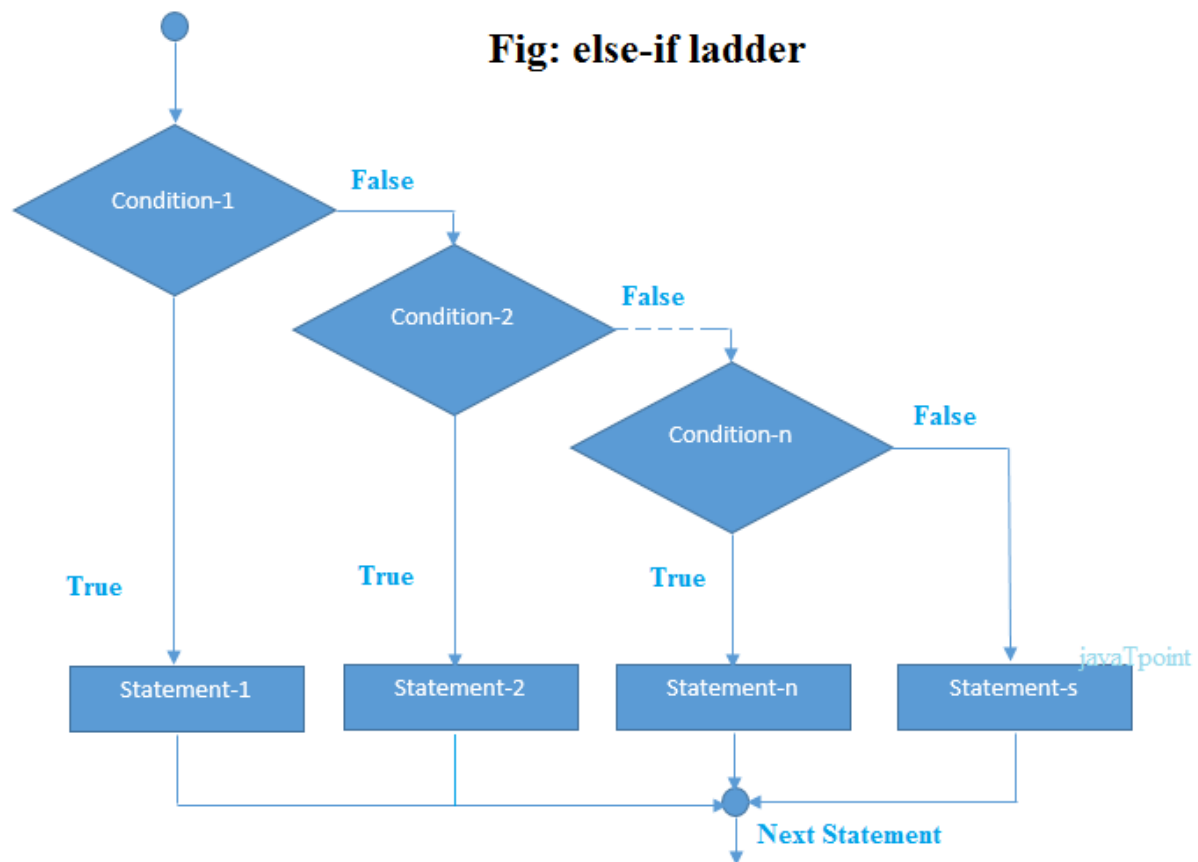 Fig: else-if ladder
Condition-1
False
Condition-2
False
Condition-n
False
True
True
True
Statement-1
Statement-2
Statement-n
Statement-s
javaTpoint
Next Statement